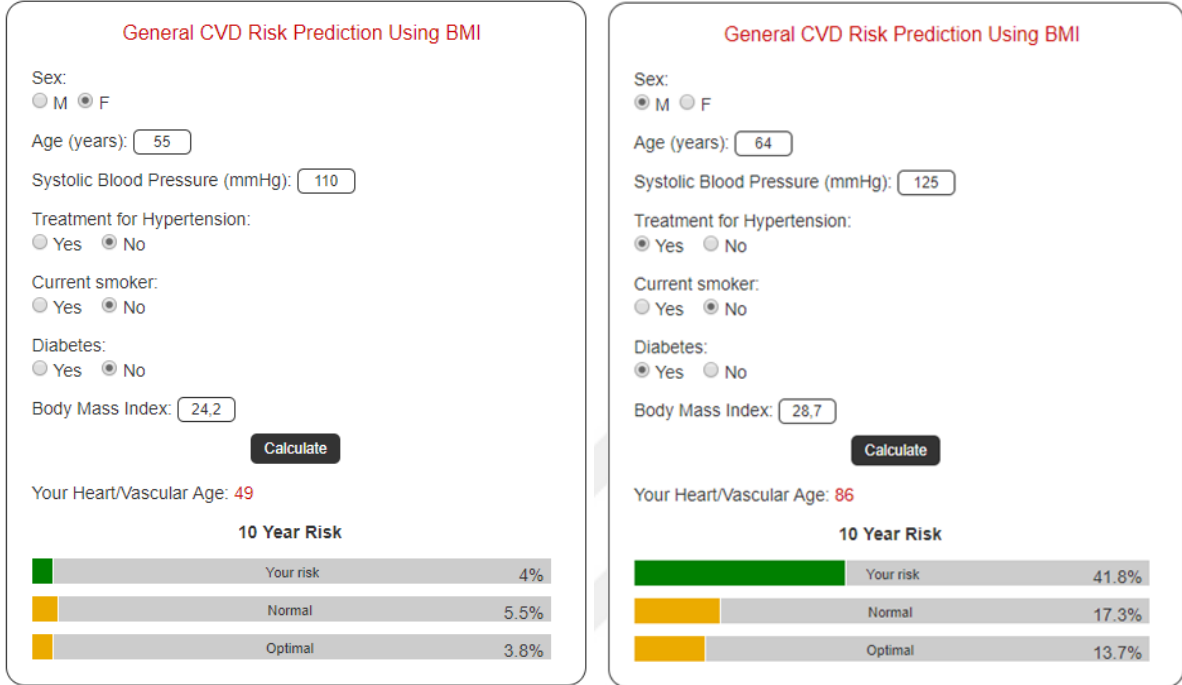 General CVD Risk Prediction Using BMI
Sex:
M F
Age (years): 55
Systolic Blood Pressure (mmHg): 110
Treatment for Hypertension:
Yes No
Current smoker:
Yes No
Diabetes:
Yes No
Body Mass Index: 24,2
Calculate
Your Heart/Vascular Age: 49
10 Year Risk
Your risk 4%
Normal 5.5%
Optimal 3.8%
General CVD Risk Prediction Using BMI
Sex:
M F
Age (years): 64
Systolic Blood Pressure (mmHg): 125
Treatment for Hypertension:
Yes No
Current smoker:
Yes No
Diabetes:
Yes No
Body Mass Index: 28,7
Calculate
Your Heart/Vascular Age: 86
10 Year Risk
Your risk 41.8%
Normal 17.3%
Optimal 13.7%